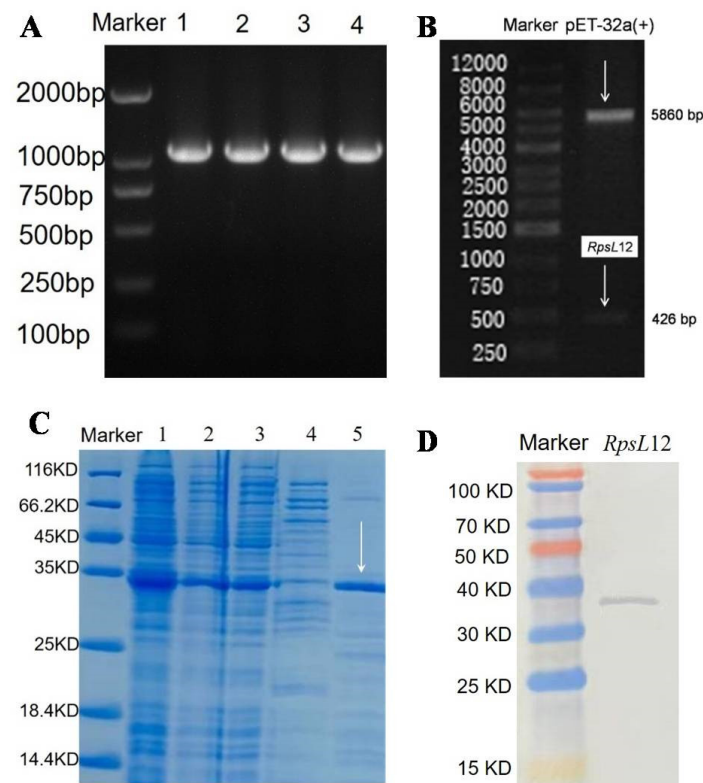 A
Marker 1 2 3 4
2000bp
1000bp
750bp
500bp
250bp
100bp
B
Marker pET-32a(+)
12000
8000
6000
5000
4000
3000
2500
2000
1500
1000
750
500
250
5860 bp
RpsL12
426 bp
C
Marker 1 2 3 4 5
116KD
66.2KD
45KD
35KD
25KD
18.4KD
14.4KD
D
Marker RpsL12
100 KD
70 KD
50 KD
40 KD
30 KD
25 KD
15 KD